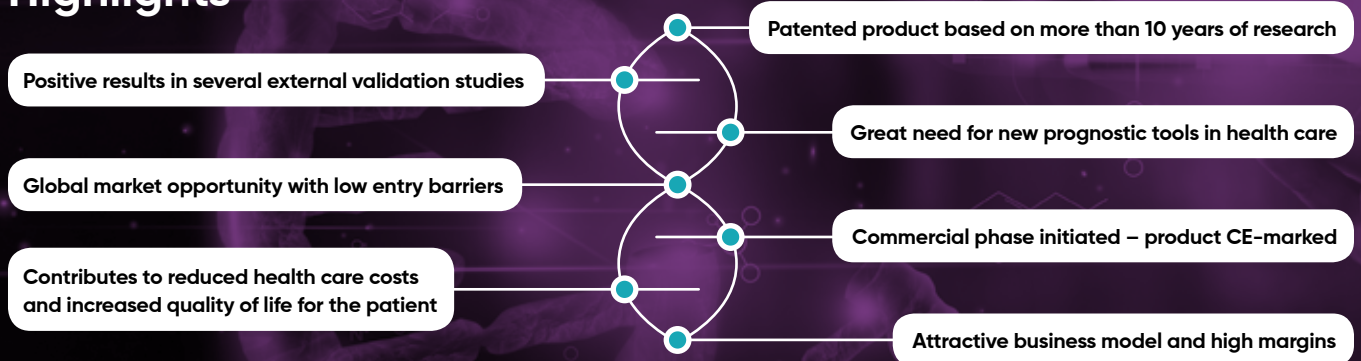 Highlights
Patented product based on more than 10 years of research
Positive results in several external validation studies
Great need for new prognostic tools in health care
Global market opportunity with low entry barriers
Commercial phase initiated – product CE-marked
Contributes to reduced health care costs
and increased quality of life for the patient
Attractive business model and high margins